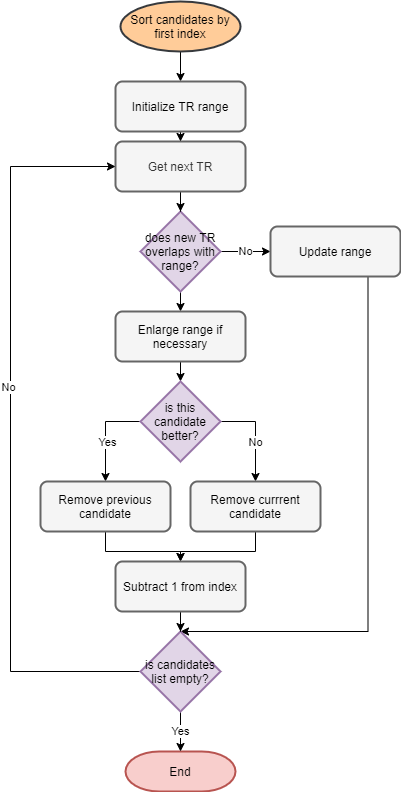 Sort candidates by
first index
Initialize TR range
Get next TR
does new TR
overlaps with
range?
No
Update range
Enlarge range if
necessary
No
is this
candidate
better?
Yes
No
Remove previous
candidate
Remove currrent
candidate
Subtract 1 from index
is candidates
list empty?
Yes
End